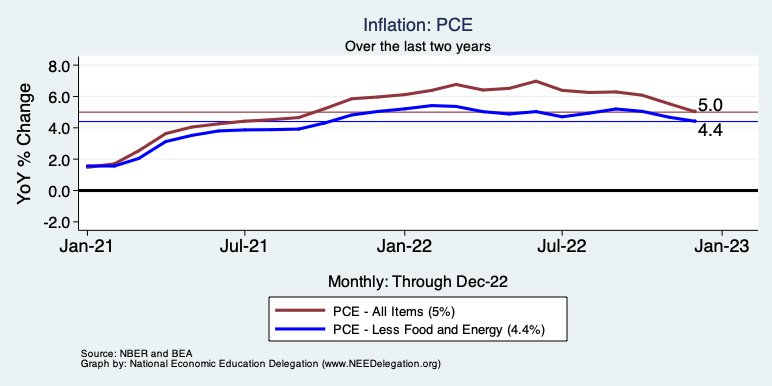 Inflation: PCE
Over the last two years
YoY % Change
8.0
6.0
4.0
2.0
0.0
-2.0
5.0
4.4
Jan-21
Jul-21
Jan-22
Jul-22
Jan-23
Monthly: Through Dec-22
PCE - All Items (5%)
PCE - Less Food and Energy (4.4%)
Source: NBER and BEA
Graph by: National Economic Education Delegation (www.NEEDelegation.org)